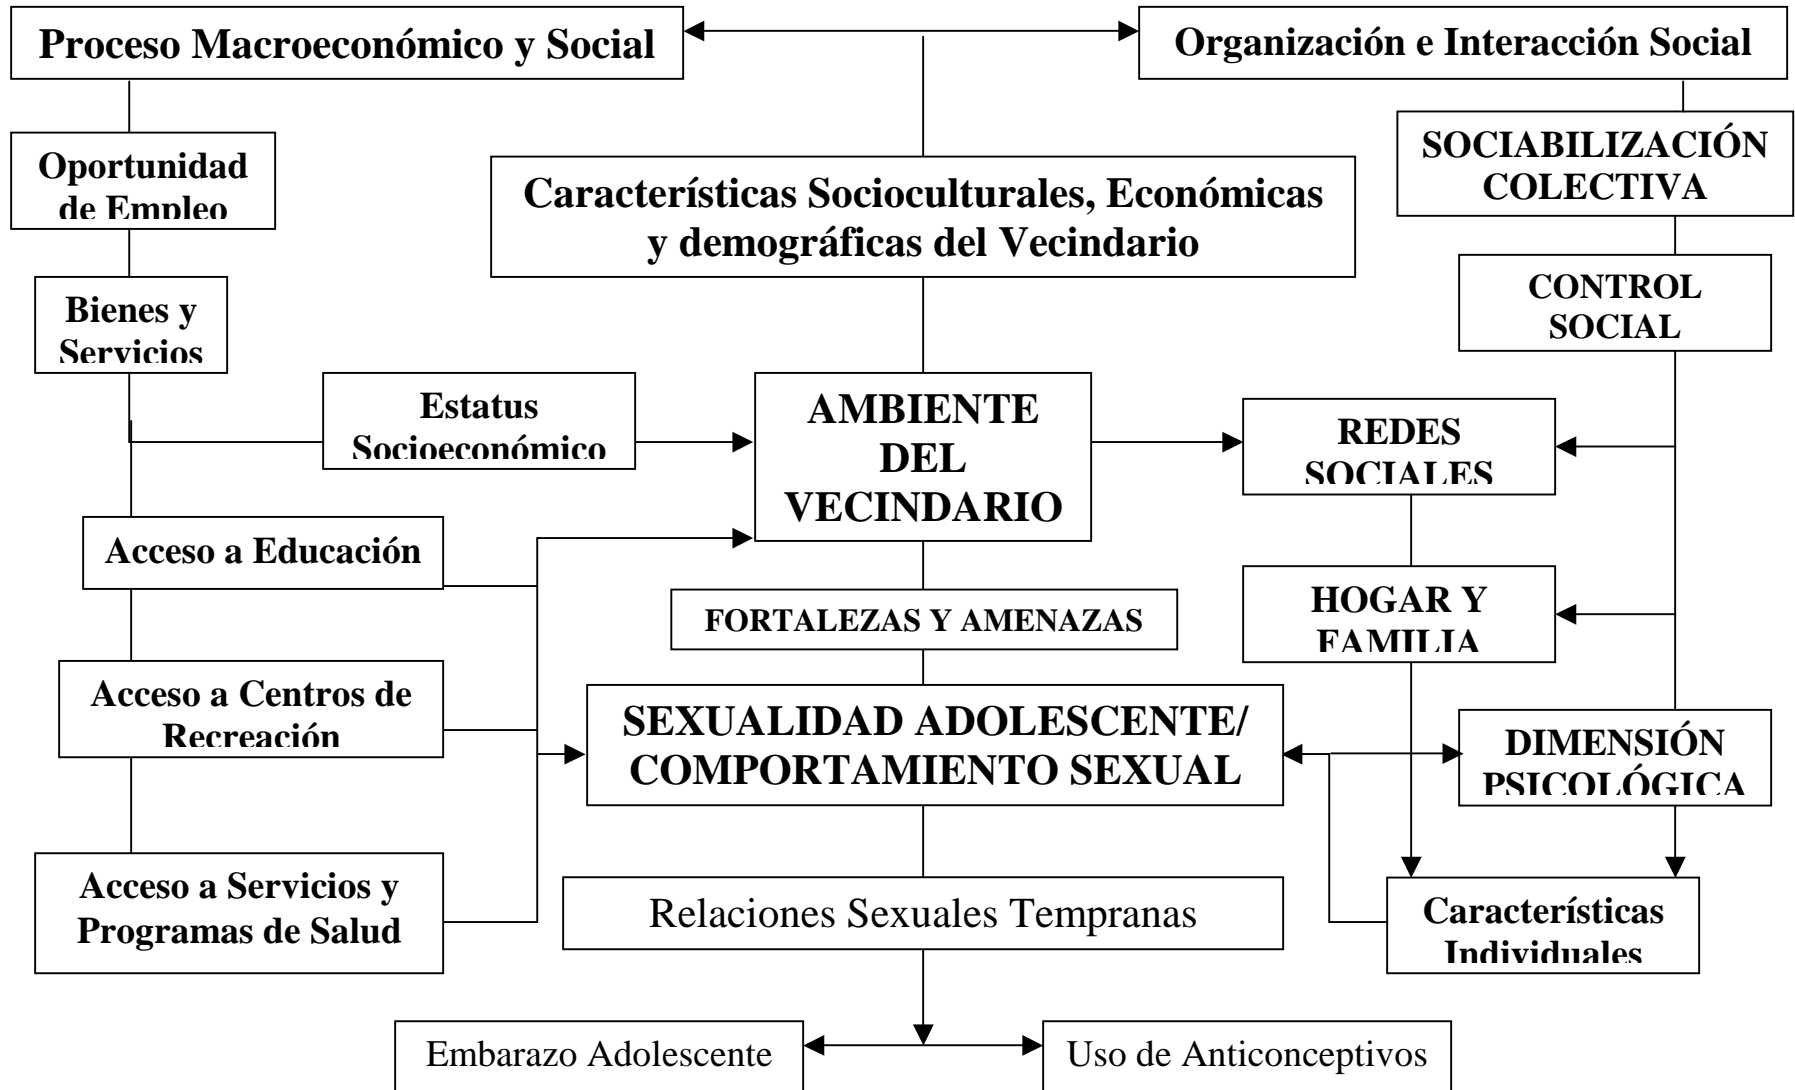 Proceso Macroeconómico y Social
Organización e Interacción Social
Oportunidad
de Empleo
Características Socioculturales, Económicas
y demográficas del Vecindario
SOCIABILIZACIÓN
COLECTIVA
Bienes y
Servicios
CONTROL
SOCIAL
Estatus
Socioeconómico
AMBIENTE
DEL
VECINDARIO
REDES
SOCIALES
Acceso a Educación
FORTALEZAS Y AMENAZAS
HOGAR Y
FAMILIA
Acceso a Centros de
Recreación
SEXUALIDAD ADOLESCENTE/
COMPORTAMIENTO SEXUAL
DIMENSIÓN
PSICOLÓGICA
Acceso a Servicios y
Programas de Salud
Relaciones Sexuales Tempranas
Características
Individuales
Embarazo Adolescente
Uso de Anticonceptivos